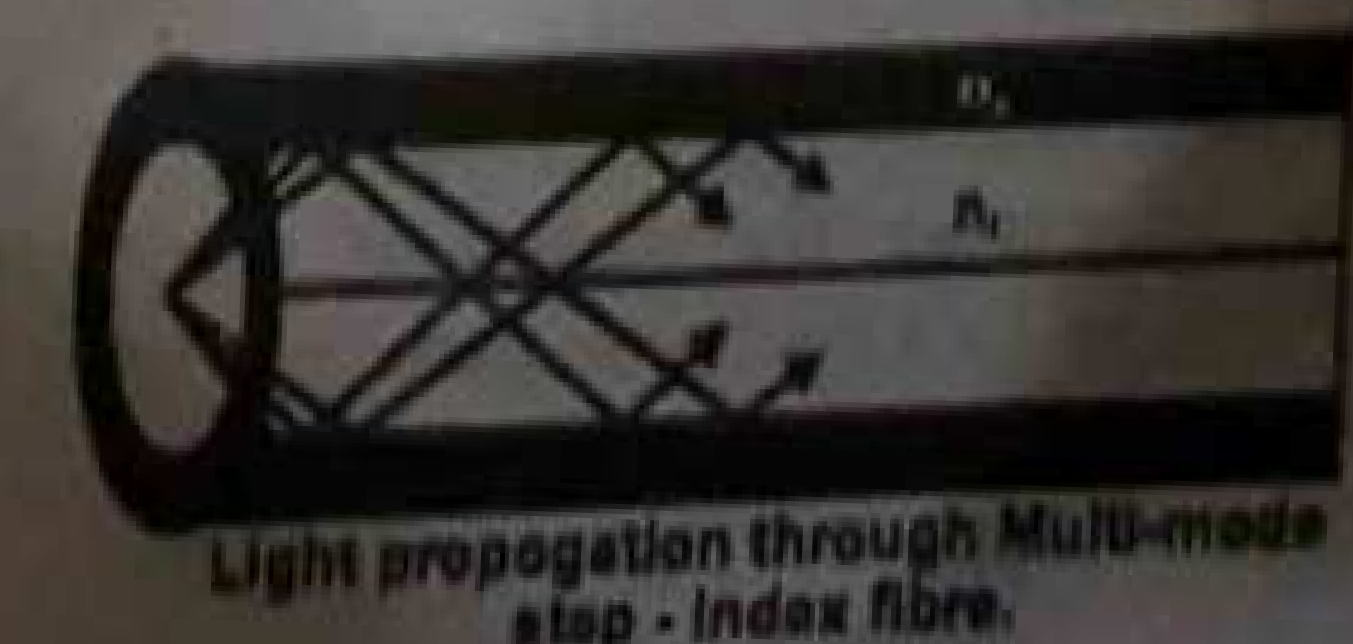 n₂
n₁
Light propogation through Multi-mode
step - index fibre.